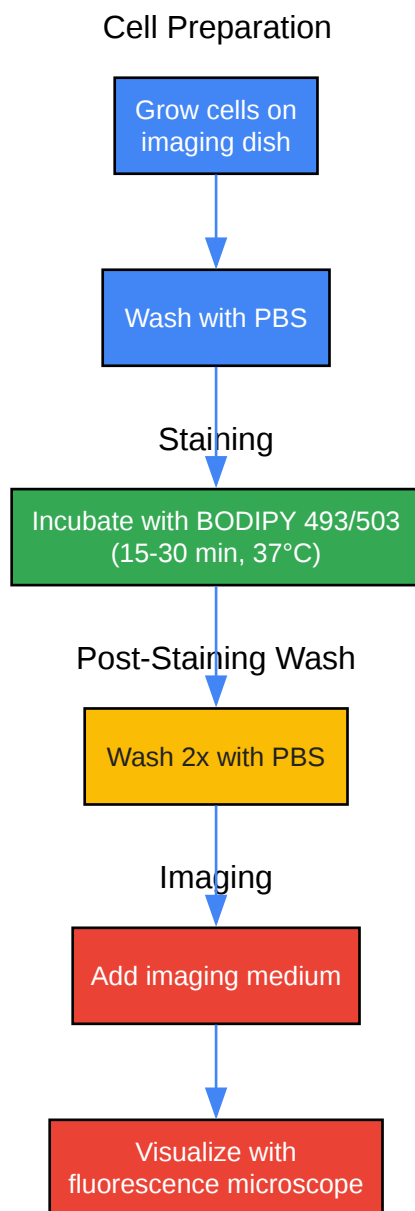 Cell Preparation
Grow cells on
imaging dish
Wash with PBS
Staining
Incubate with BODIPY 493/503
(15-30 min, 37°C)
Post-Staining Wash
Wash 2x with PBS
Imaging
Add imaging medium
Visualize with
fluorescence microscope